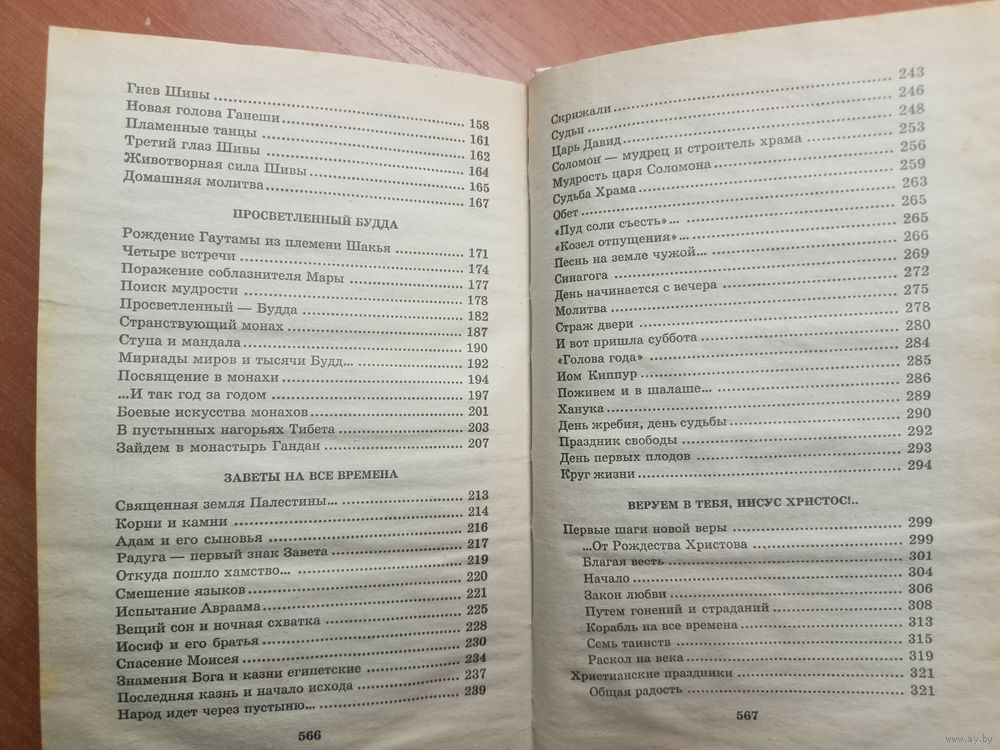 Гнев Шивы ..... 158
Новая голова Ганеши ..... 161
Пламенные танцы ..... 162
Третий глаз Шивы ..... 164
Животворная сила Шивы ..... 165
Домашняя молитва ..... 167
ПРОСВЕТЛЕННЫЙ БУДДА
Рождение Гаутамы из племени Шакья ..... 171
Четыре встречи ..... 174
Поражение соблазнителя Мары ..... 177
Поиск мудрости ..... 178
Просветленный — Будда ..... 182
Странствующий монах ..... 187
Ступа и мандала ..... 190
Мириады миров и тысячи Будд... ..... 192
Посвящение в монахи ..... 194
...И так год за годом ..... 197
Боевые искусства монахов ..... 201
В пустынных нагорьях Тибета ..... 203
Зайдем в монастырь Гандан ..... 207
ЗАВЕТЫ НА ВСЕ ВРЕМЕНА
Священная земля Палестины... ..... 213
Корни и камни ..... 214
Адам и его сыновья ..... 216
Радуга — первый знак Завета ..... 217
Откуда пошло хамство... ..... 219
Смешение языков ..... 220
Испытание Авраама ..... 221
Вещий сон и ночная схватка ..... 225
Иосиф и его братья ..... 228
Спасение Моисея ..... 230
Знамения Бога и казни египетские ..... 234
Последняя казнь и начало исхода ..... 237
Народ идет через пустыню... ..... 239
566
Скрижали ..... 243
Судьи ..... 246
Царь Давид ..... 248
Соломон — мудрец и строитель храма ..... 253
Мудрость царя Соломона ..... 256
Судьба Храма ..... 259
Обет ..... 263
«Пуд соли съесть»... ..... 265
«Козел отпущения»... ..... 265
Песнь на земле чужой... ..... 266
Синагога ..... 269
День начинается с вечера ..... 272
Молитва ..... 275
Страж двери ..... 278
И вот пришла суббота ..... 280
«Голова года» ..... 284
Иом Киппур ..... 285
Поживем и в шалаше... ..... 286
Ханука ..... 289
День жребия, день судьбы ..... 290
Праздник свободы ..... 292
День первых плодов ..... 293
Круг жизни ..... 294
ВЕРУЕМ В ТЕБЯ, ИИСУС ХРИСТОС!..
Первые шаги новой веры ..... 299
...От Рождества Христова ..... 299
Благая весть ..... 301
Начало ..... 304
Закон любви ..... 306
Путем гонений и страданий ..... 308
Корабль на все времена ..... 313
Семь таинств ..... 315
Раскол на века ..... 319
Христианские праздники ..... 321
Общая радость ..... 321
567
www.ay.by